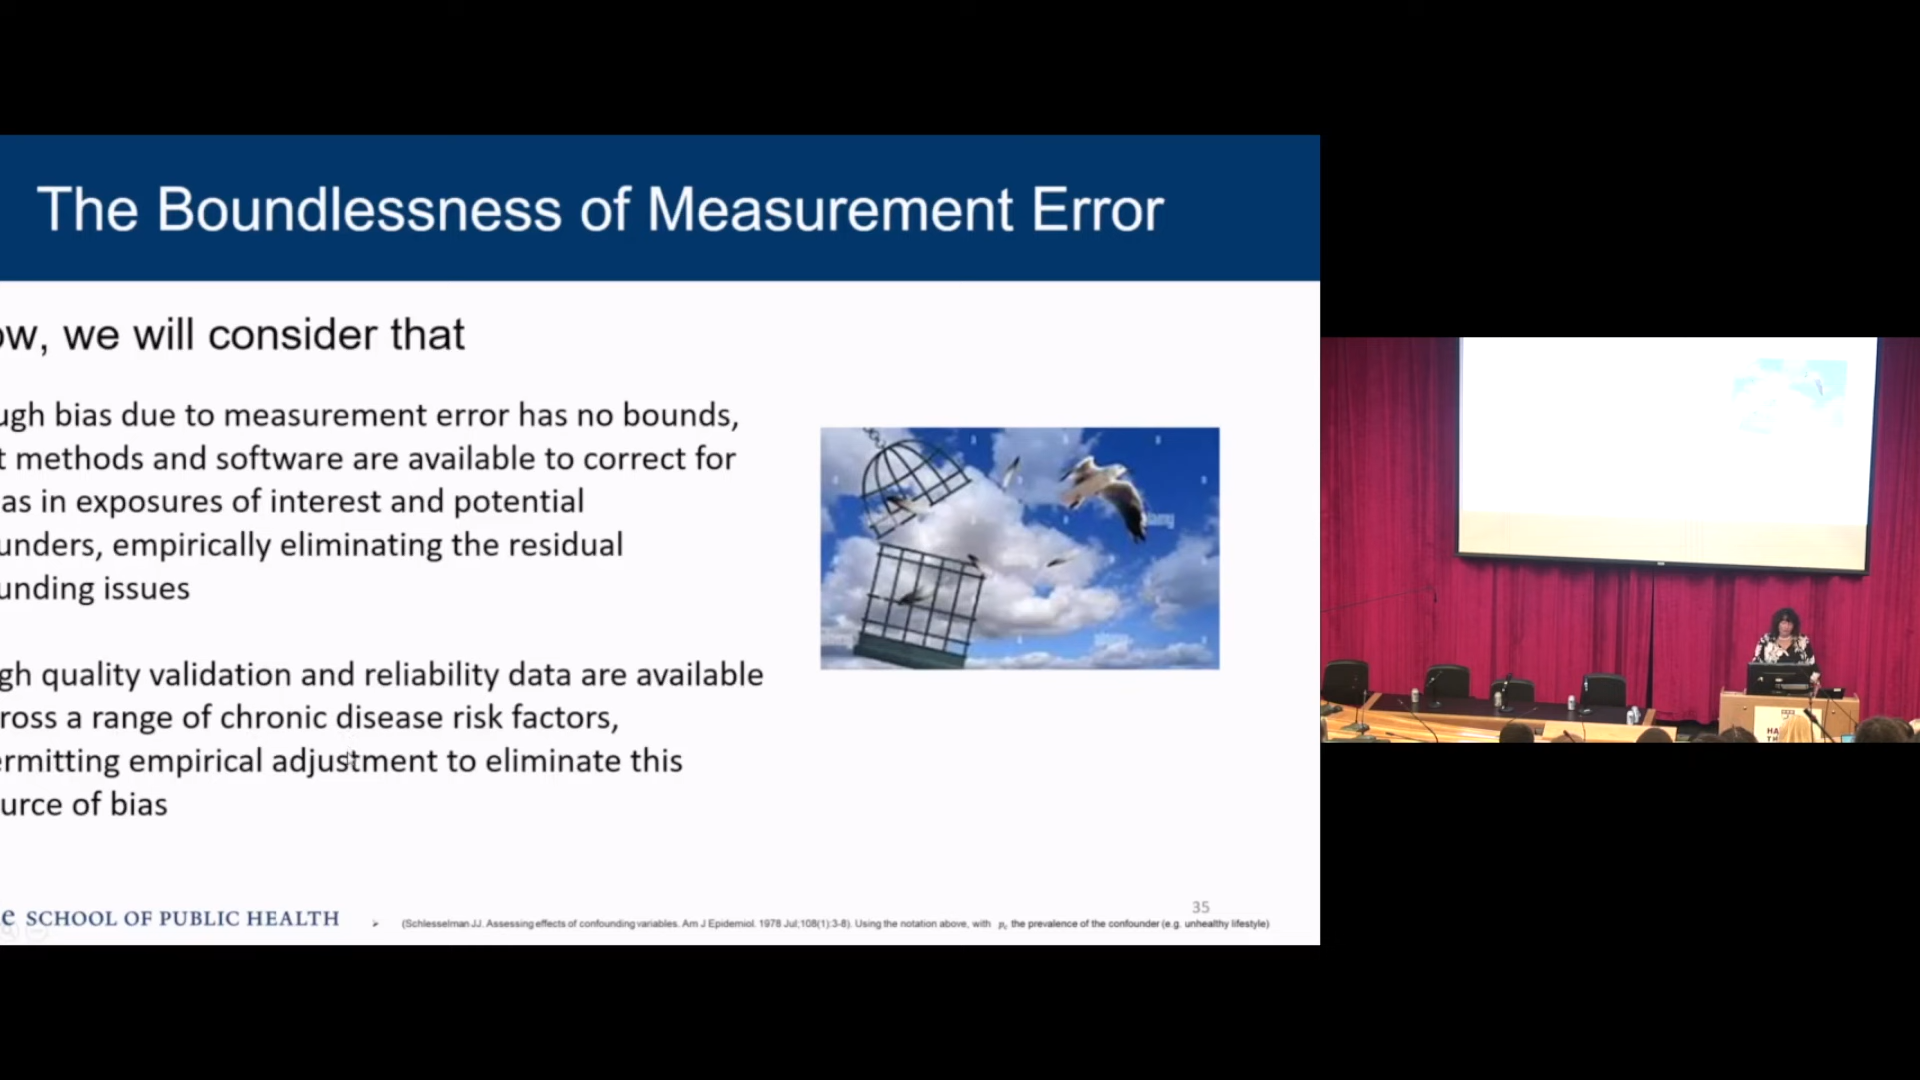 The Boundlessness of Measurement Error
ow, we will consider that
ugh bias due to measurement error has no bounds,
t methods and software are available to correct for
as in exposures of interest and potential
unders, empirically eliminating the residual
unding issues
gh quality validation and reliability data are available
ross a range of chronic disease risk factors,
ermitting empirical adjustment to eliminate this
urce of bias
35
e SCHOOL OF PUBLIC HEALTH
➤ (Schlesselman JJ. Assessing effects of confounding variables. Am J Epidemiol. 1978 Jul;108(1):3-8). Using the notation above, with pc the prevalence of the confounder (e.g. unhealthy lifestyle)